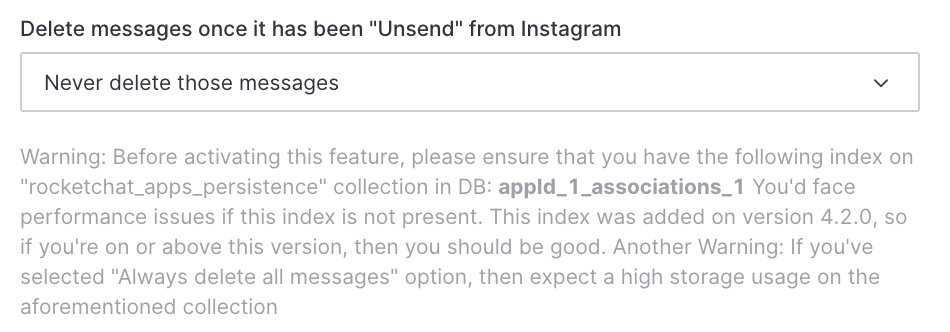 Delete messages once it has been "Unsend" from Instagram
Never delete those messages
Warning: Before activating this feature, please ensure that you have the following index on
"rocketchat_apps_persistence" collection in DB: appId_1_associations_1 You'd face
performance issues if this index is not present. This index was added on version 4.2.0, so
if you're on or above this version, then you should be good. Another Warning: If you've
selected "Always delete all messages" option, then expect a high storage usage on the
aforementioned collection